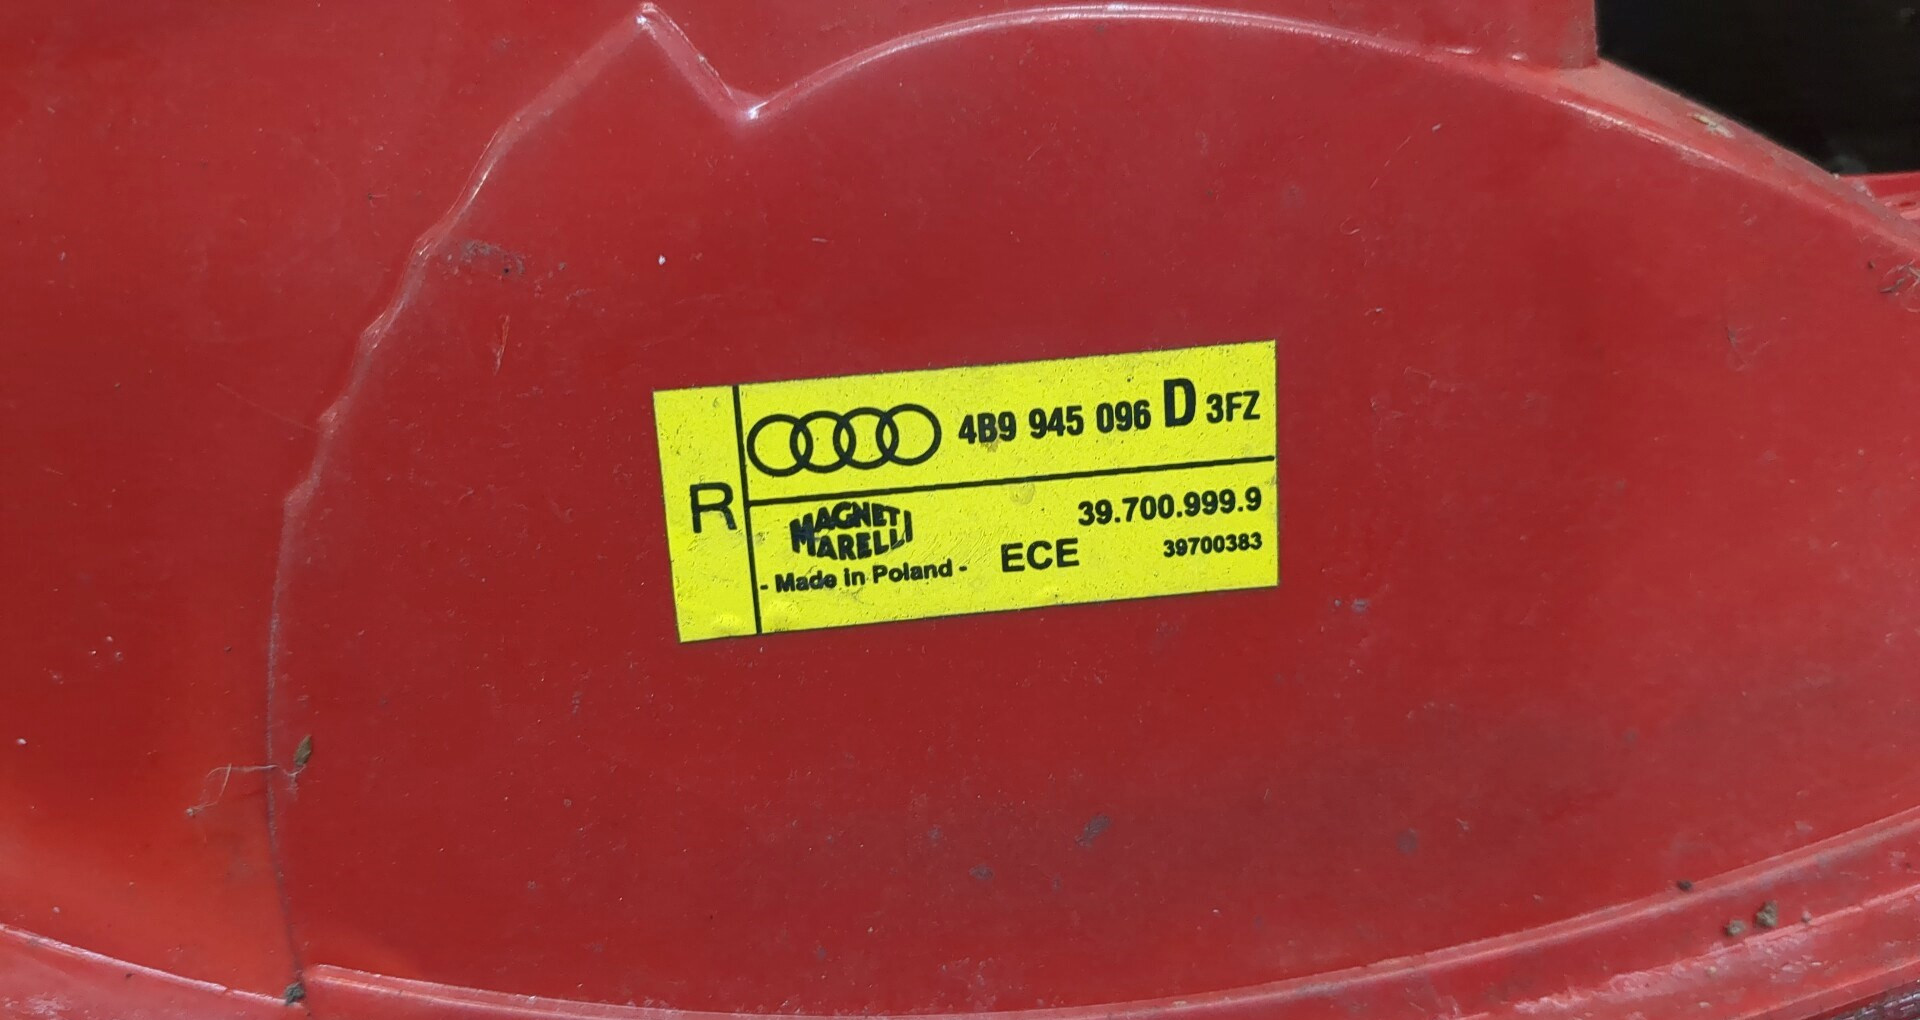 R
4B9 945 096 D 3FZ
MAGNETI
MARELLI
39.700.999.9
- Made in Poland -
ECE
39700383